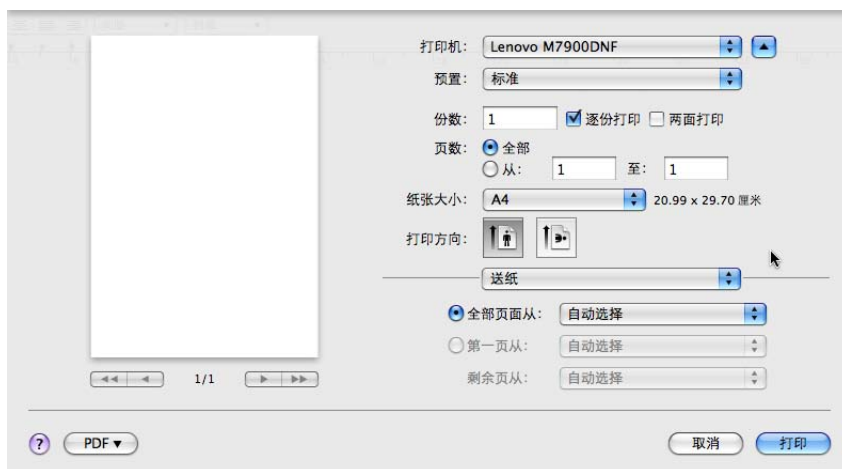 打印机: Lenovo M7900DNF
预置: 标准
份数: 1 逐份打印 两面打印
页数: 全部
从: 1 至: 1
纸张大小: A4 20.99 x 29.70 厘米
打印方向:
送纸
全部页面从: 自动选择
第一页从: 自动选择
剩余页从: 自动选择
1/1
? PDF 取消 打印